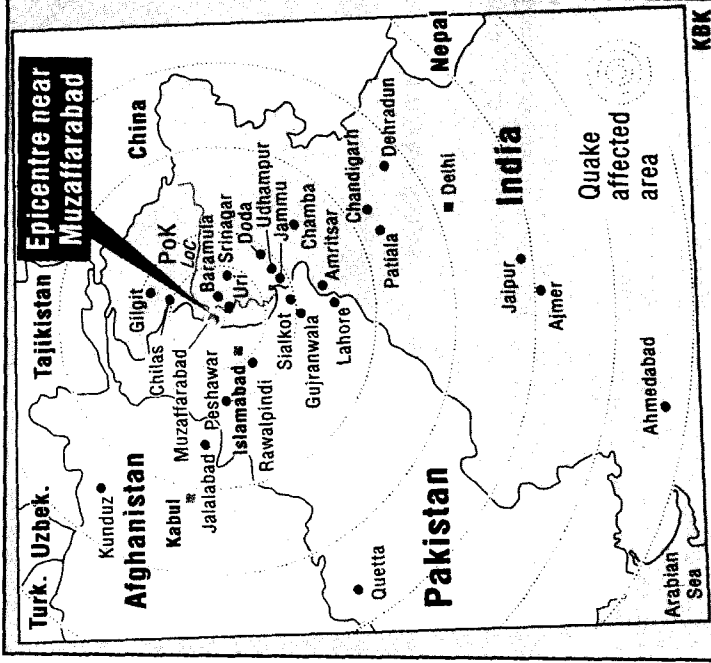 Epicentre near
Muzaffarabad
Turk.
Uzbek.
Tajikistan
China
Kunduz
Gilgit
PoK
LoC
Chilas
Afghanistan
Kabul
Muzaffarabad
Baramula
Srinagar
Uri
Doda
Udhampur
Jammu
Jalalabad
Peshawar
Islamabad
Rawalpindi
Chamba
Sialkot
Gujranwala
Amritsar
Lahore
Chandigarh
Patiala
Dehradun
Nepal
Quetta
Pakistan
Delhi
India
Jaipur
Ajmer
Quake
affected
area
Ahmedabad
Arabian
Sea
KBK